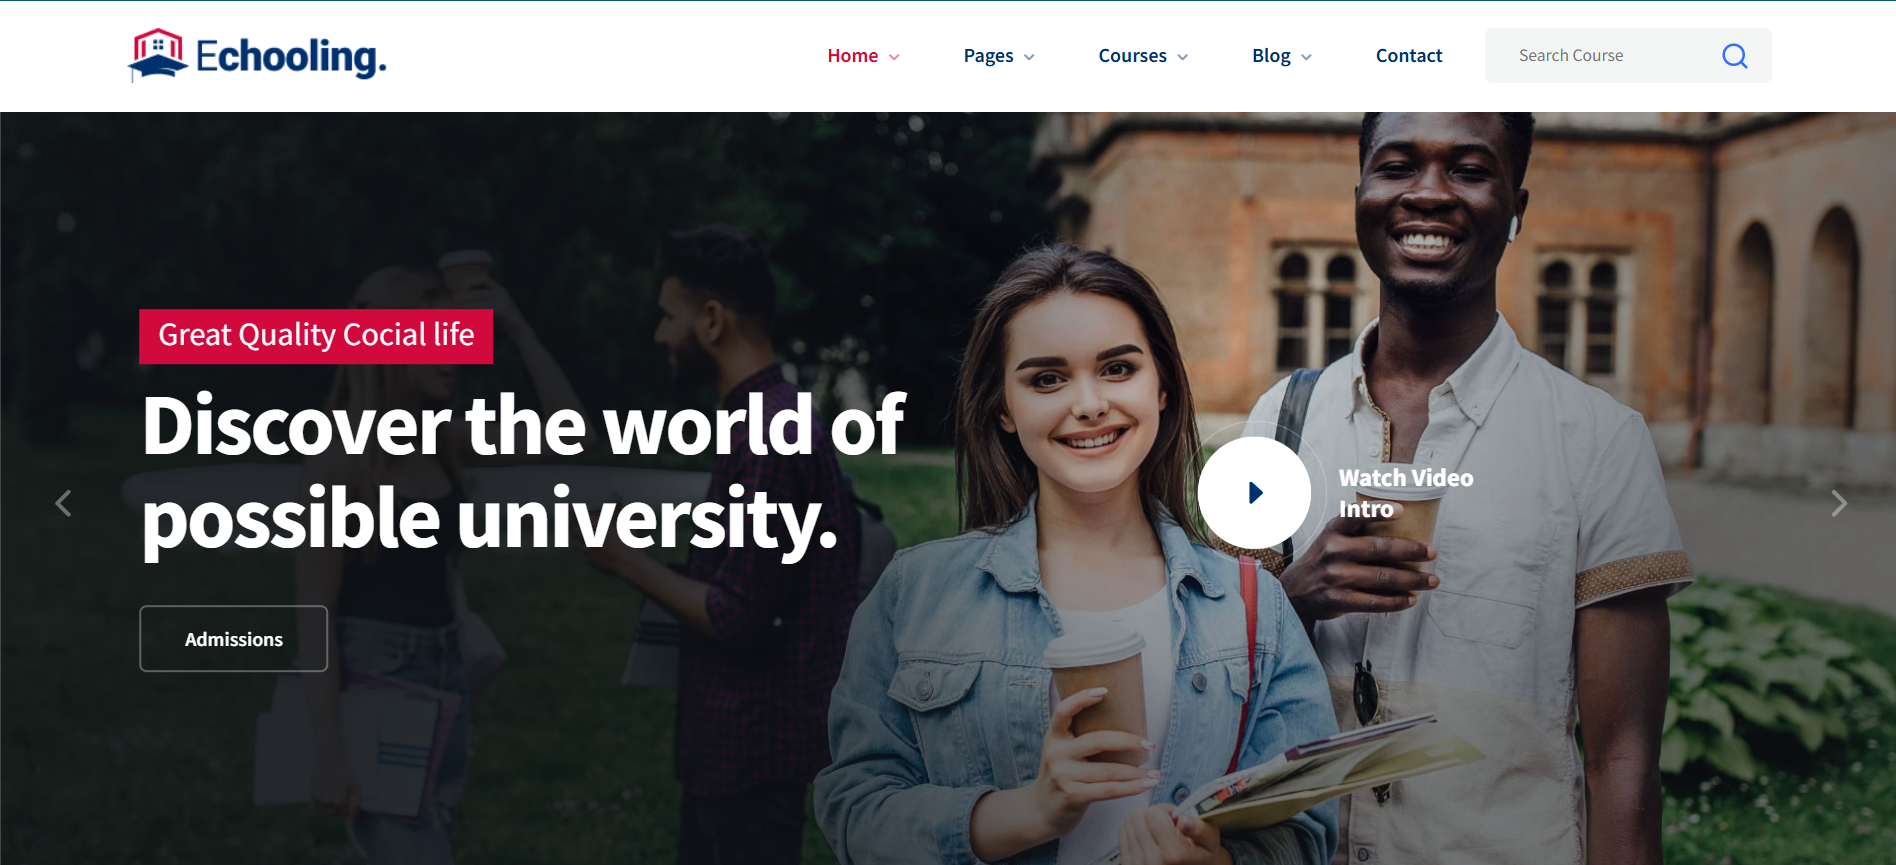 Echooling.
Home
Pages
Courses
Blog
Contact
Search Course
Great Quality Cocial life
Discover the world of
possible university.
Watch Video
Intro
Admissions